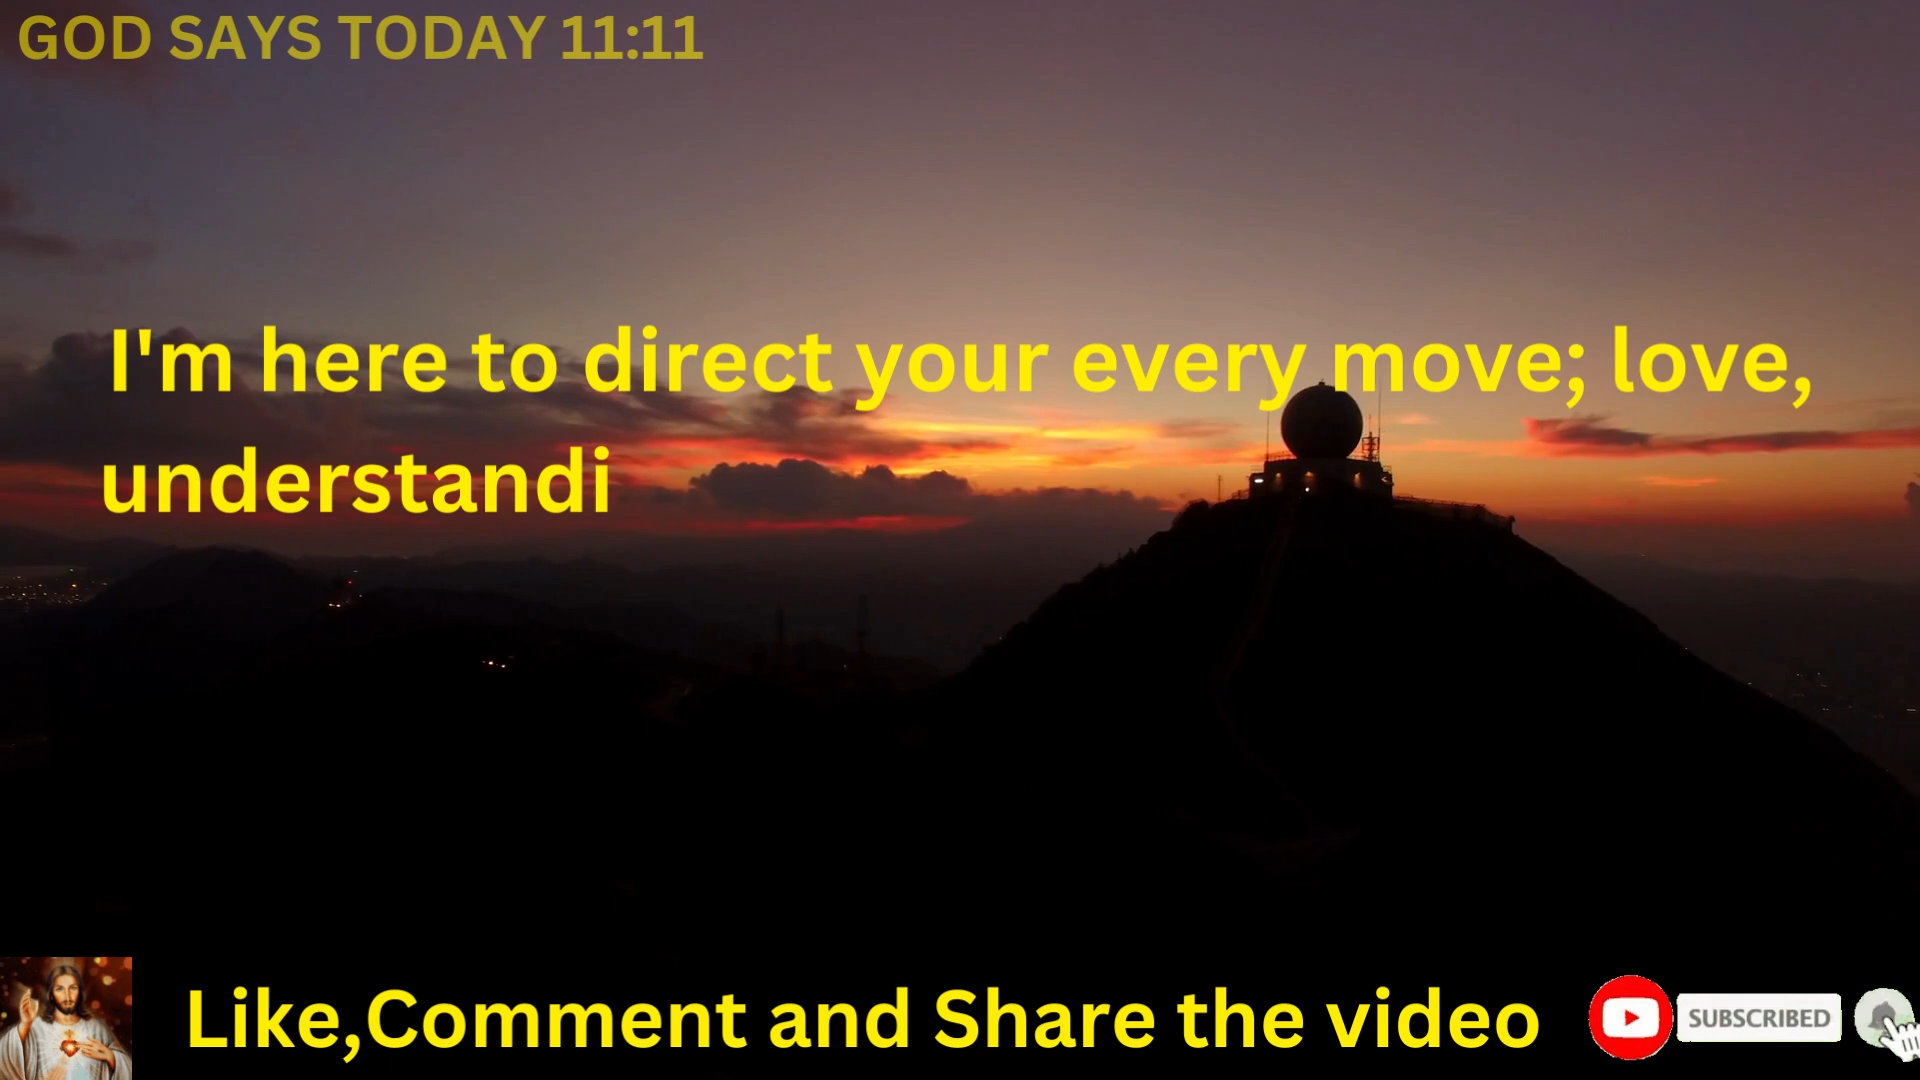 GOD SAYS TODAY 11:11
I'm here to direct your every move; love,
understandi
Like,Comment and Share the video
SUBSCRIBED